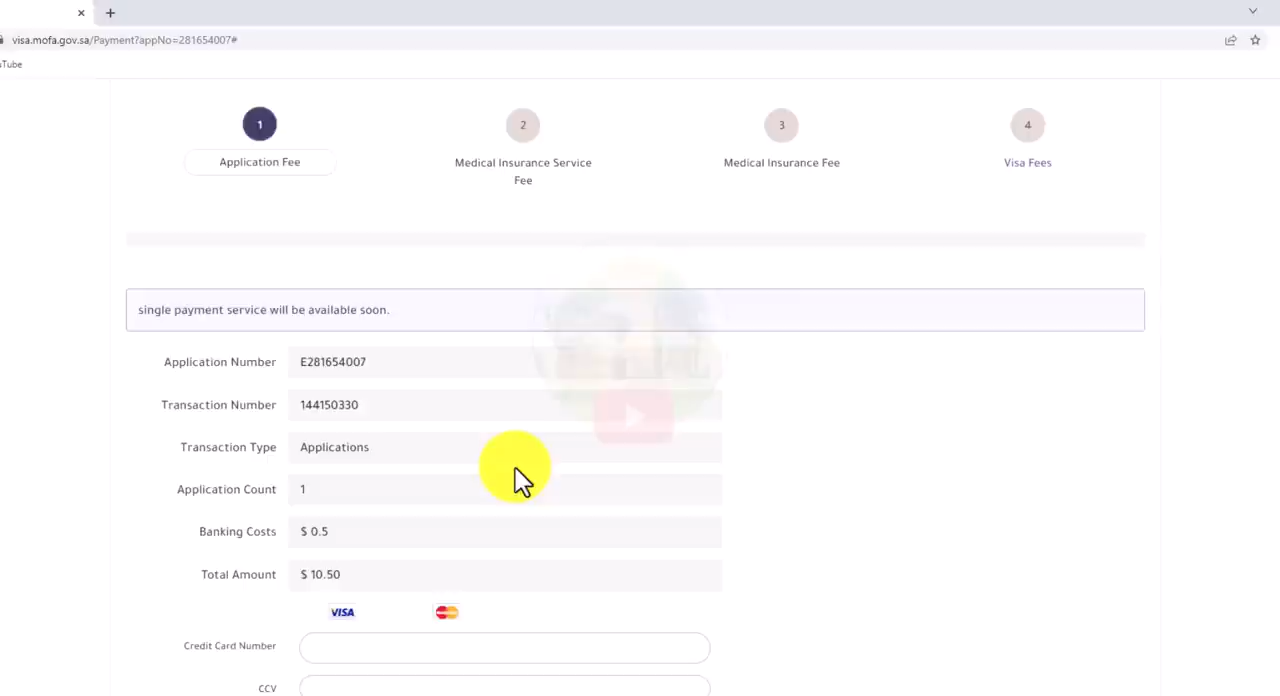 visa.mofa.gov.sa/Payment?appNo=281654007#
uTube
1
2
3
4
Application Fee
Medical Insurance Service
Fee
Medical Insurance Fee
Visa Fees
single payment service will be available soon.
Application Number E281654007
Transaction Number 144150330
Transaction Type Applications
Application Count 1
Banking Costs $ 0.5
Total Amount $ 10.50
VISA
Credit Card Number
CCV